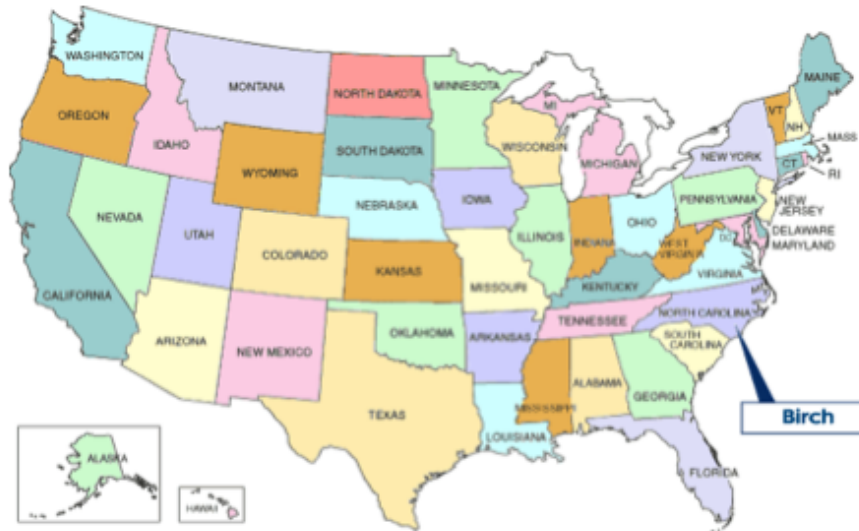 WASHINGTON
OREGON
CALIFORNIA
NEVADA
IDAHO
MONTANA
WYOMING
UTAH
ARIZONA
COLORADO
NEW MEXICO
NORTH DAKOTA
SOUTH DAKOTA
NEBRASKA
KANSAS
OKLAHOMA
TEXAS
MINNESOTA
IOWA
MISSOURI
ARKANSAS
LOUISIANA
WISCONSIN
ILLINOIS
MI
MICHIGAN
INDIANA
OHIO
KENTUCKY
TENNESSEE
MISSISSIPPI
ALABAMA
GEORGIA
FLORIDA
SOUTH
CAROLINA
NORTH CAROLINA
VIRGINIA
WEST
VIRGINIA
DC
PENNSYLVANIA
NEW YORK
VT
NH
MAINE
MASS
CT
RI
NEW
JERSEY
DELAWARE
MARYLAND
Birch
ALASKA
HAWAII